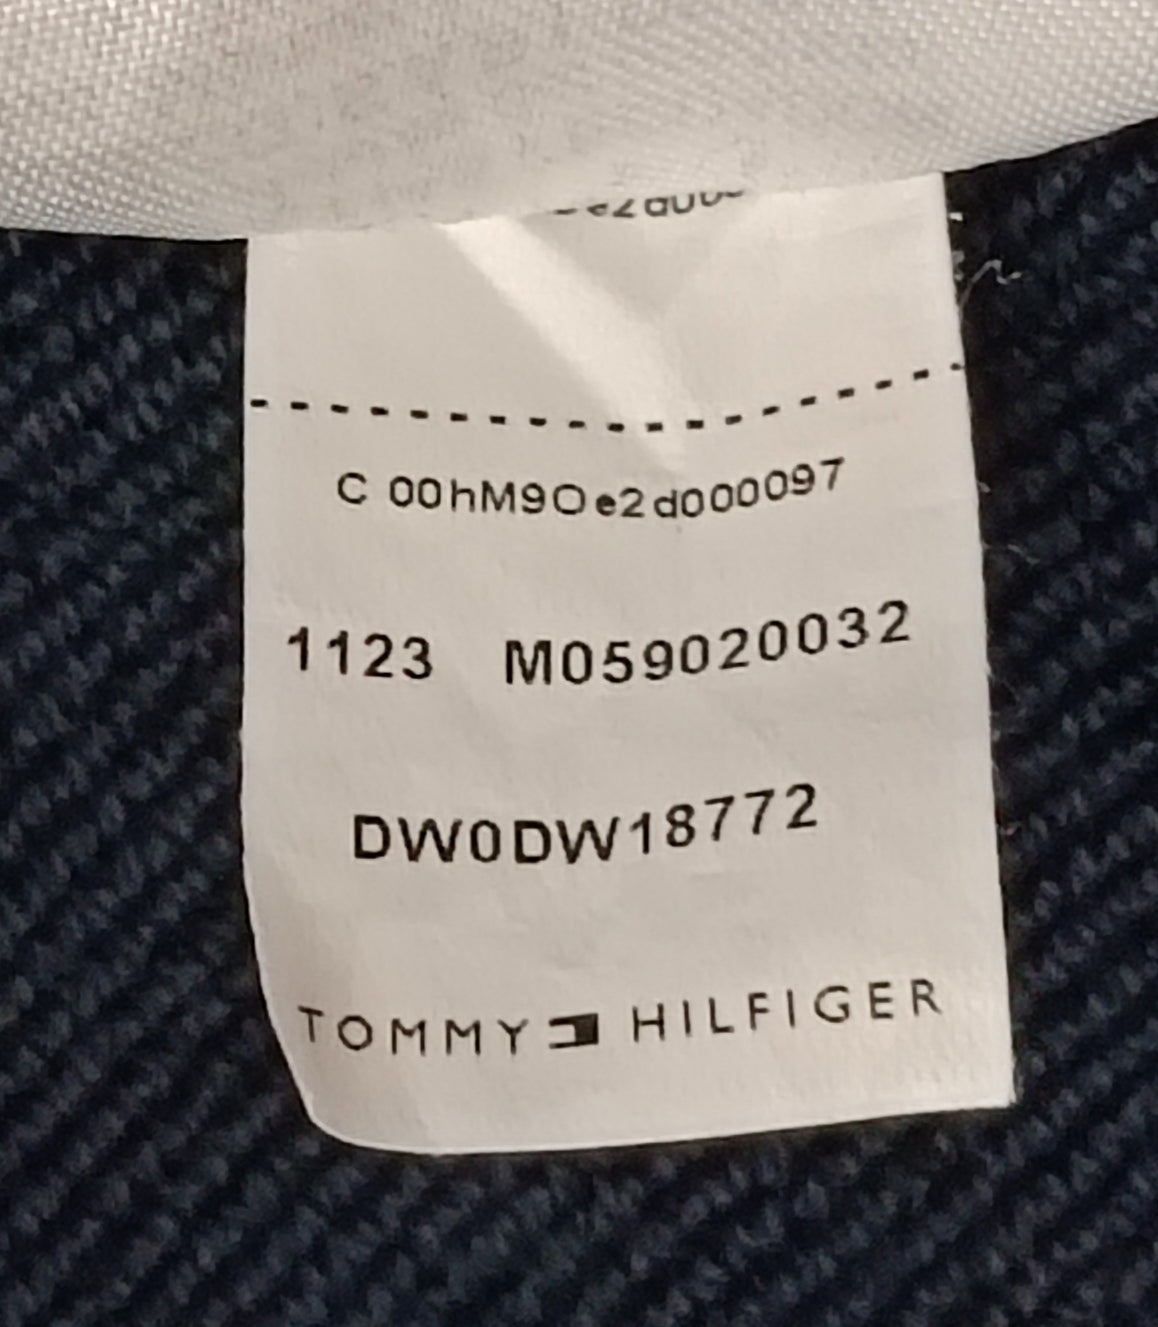 C 00hM9Oe2d000097
1123 M059020032
DW0DW18772
TOMMY HILFIGER